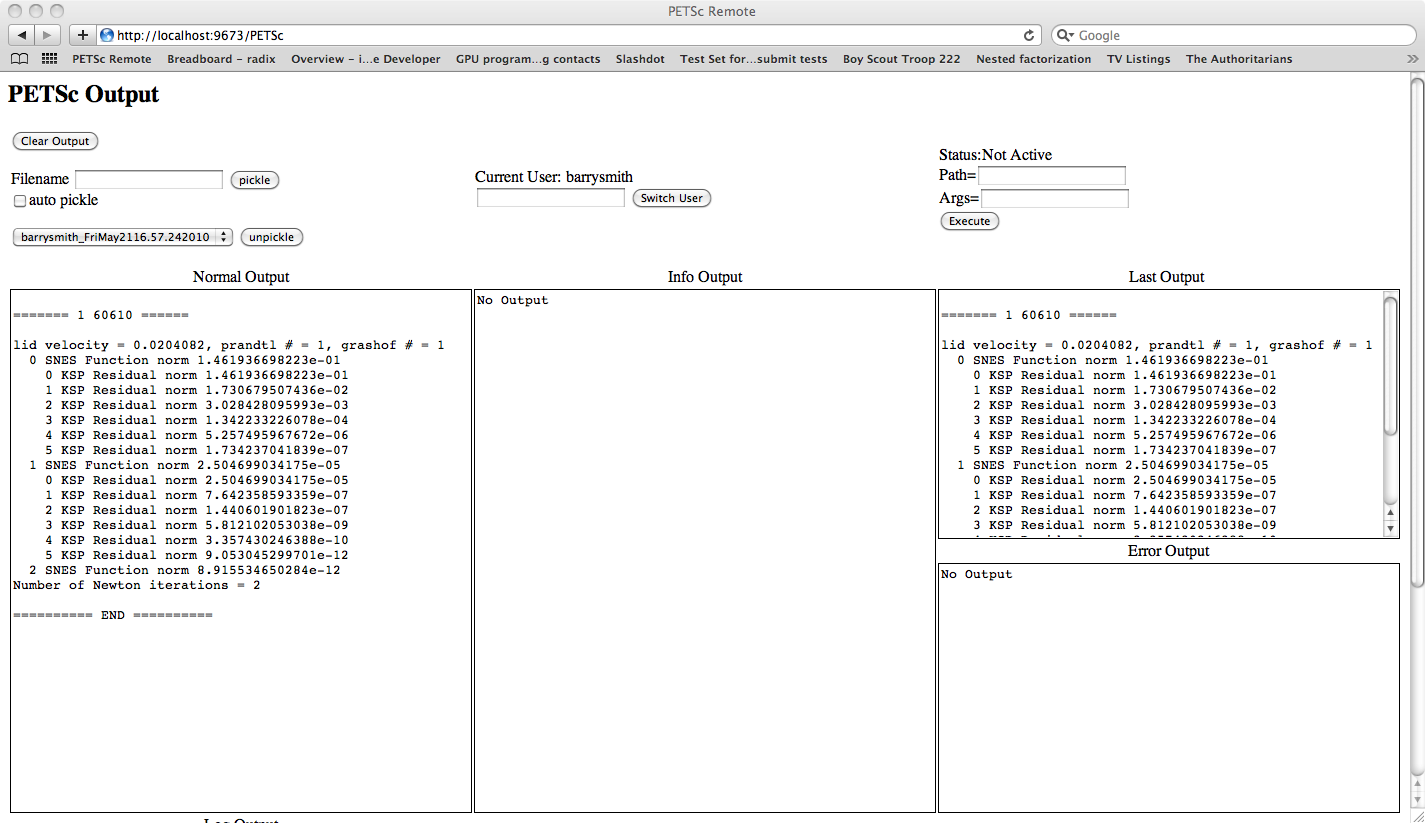 PETSc Remote
http://localhost:9673/PETSc
Google
PETSc Remote Breadboard – radix Overview – i...e Developer GPU program...g contacts Slashdot Test Set for...submit tests Boy Scout Troop 222 Nested factorization TV Listings The Authoritarians
PETSc Output
Clear Output
Filename pickle
auto pickle
barrysmith_FriMay2116.57.242010 unpickle
Current User: barrysmith
Switch User
Status:Not Active
Path=
Args=
Execute
Normal Output
======= 1 60610 ======
lid velocity = 0.0204082, prandtl # = 1, grashof # = 1
0 SNES Function norm 1.461936698223e-01
0 KSP Residual norm 1.461936698223e-01
1 KSP Residual norm 1.730679507436e-02
2 KSP Residual norm 3.028428095993e-03
3 KSP Residual norm 1.342233226078e-04
4 KSP Residual norm 5.257495967672e-06
5 KSP Residual norm 1.734237041839e-07
1 SNES Function norm 2.504699034175e-05
0 KSP Residual norm 2.504699034175e-05
1 KSP Residual norm 7.642358593359e-07
2 KSP Residual norm 1.440601901823e-07
3 KSP Residual norm 5.812102053038e-09
4 KSP Residual norm 3.357430246388e-10
5 KSP Residual norm 9.053045299701e-12
2 SNES Function norm 8.915534650284e-12
Number of Newton iterations = 2
========== END ==========
Info Output
No Output
Last Output
======= 1 60610 ======
lid velocity = 0.0204082, prandtl # = 1, grashof # = 1
0 SNES Function norm 1.461936698223e-01
0 KSP Residual norm 1.461936698223e-01
1 KSP Residual norm 1.730679507436e-02
2 KSP Residual norm 3.028428095993e-03
3 KSP Residual norm 1.342233226078e-04
4 KSP Residual norm 5.257495967672e-06
5 KSP Residual norm 1.734237041839e-07
1 SNES Function norm 2.504699034175e-05
0 KSP Residual norm 2.504699034175e-05
1 KSP Residual norm 7.642358593359e-07
2 KSP Residual norm 1.440601901823e-07
3 KSP Residual norm 5.812102053038e-09
Error Output
No Output